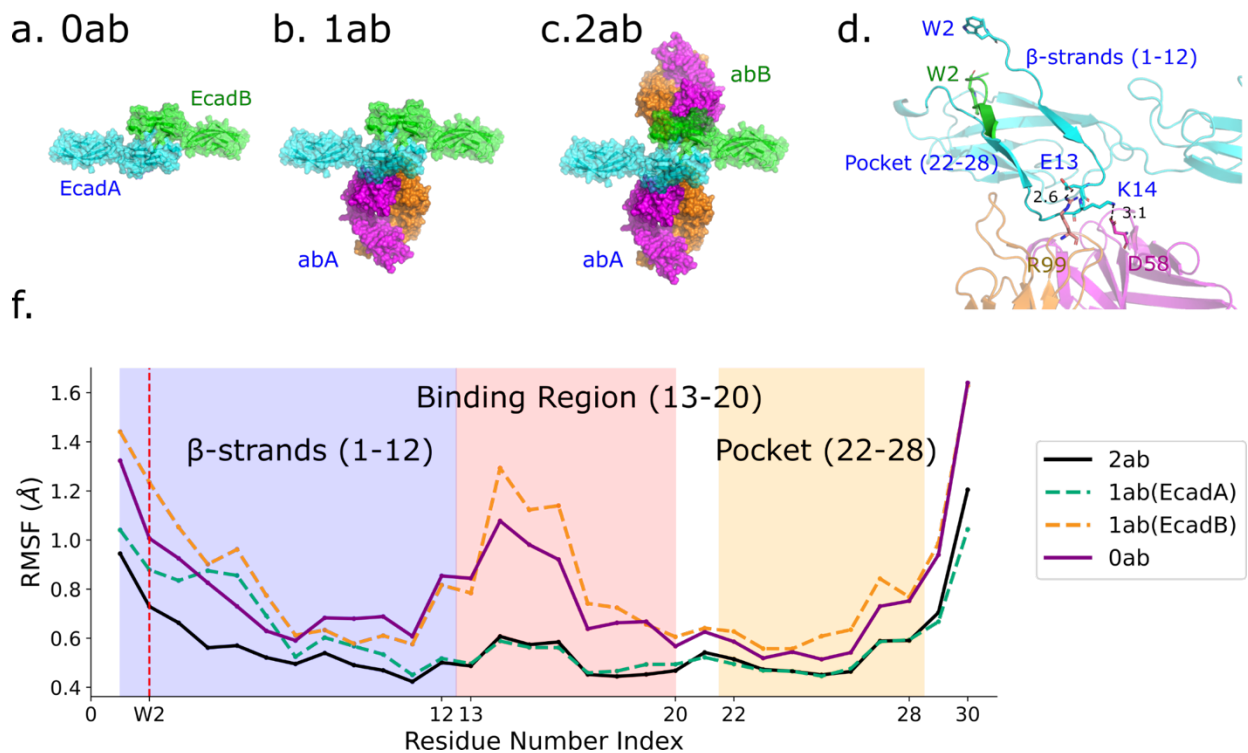 a. 0ab
b. 1ab
c.2ab
d.
EcadB
EcadA
abA
abB
abA
W2
β-strands (1-12)
W2
Pocket (22-28)
E13
K14
2.6
3.1
R99
D58
f.
Binding Region (13-20)
β-strands (1-12)
Pocket (22-28)
RMSF (Å)
1.6
1.4
1.2
1.0
0.8
0.6
0.4
0
W2
12
13
20
22
28
30
Residue Number Index
2ab
1ab(EcadA)
1ab(EcadB)
0ab